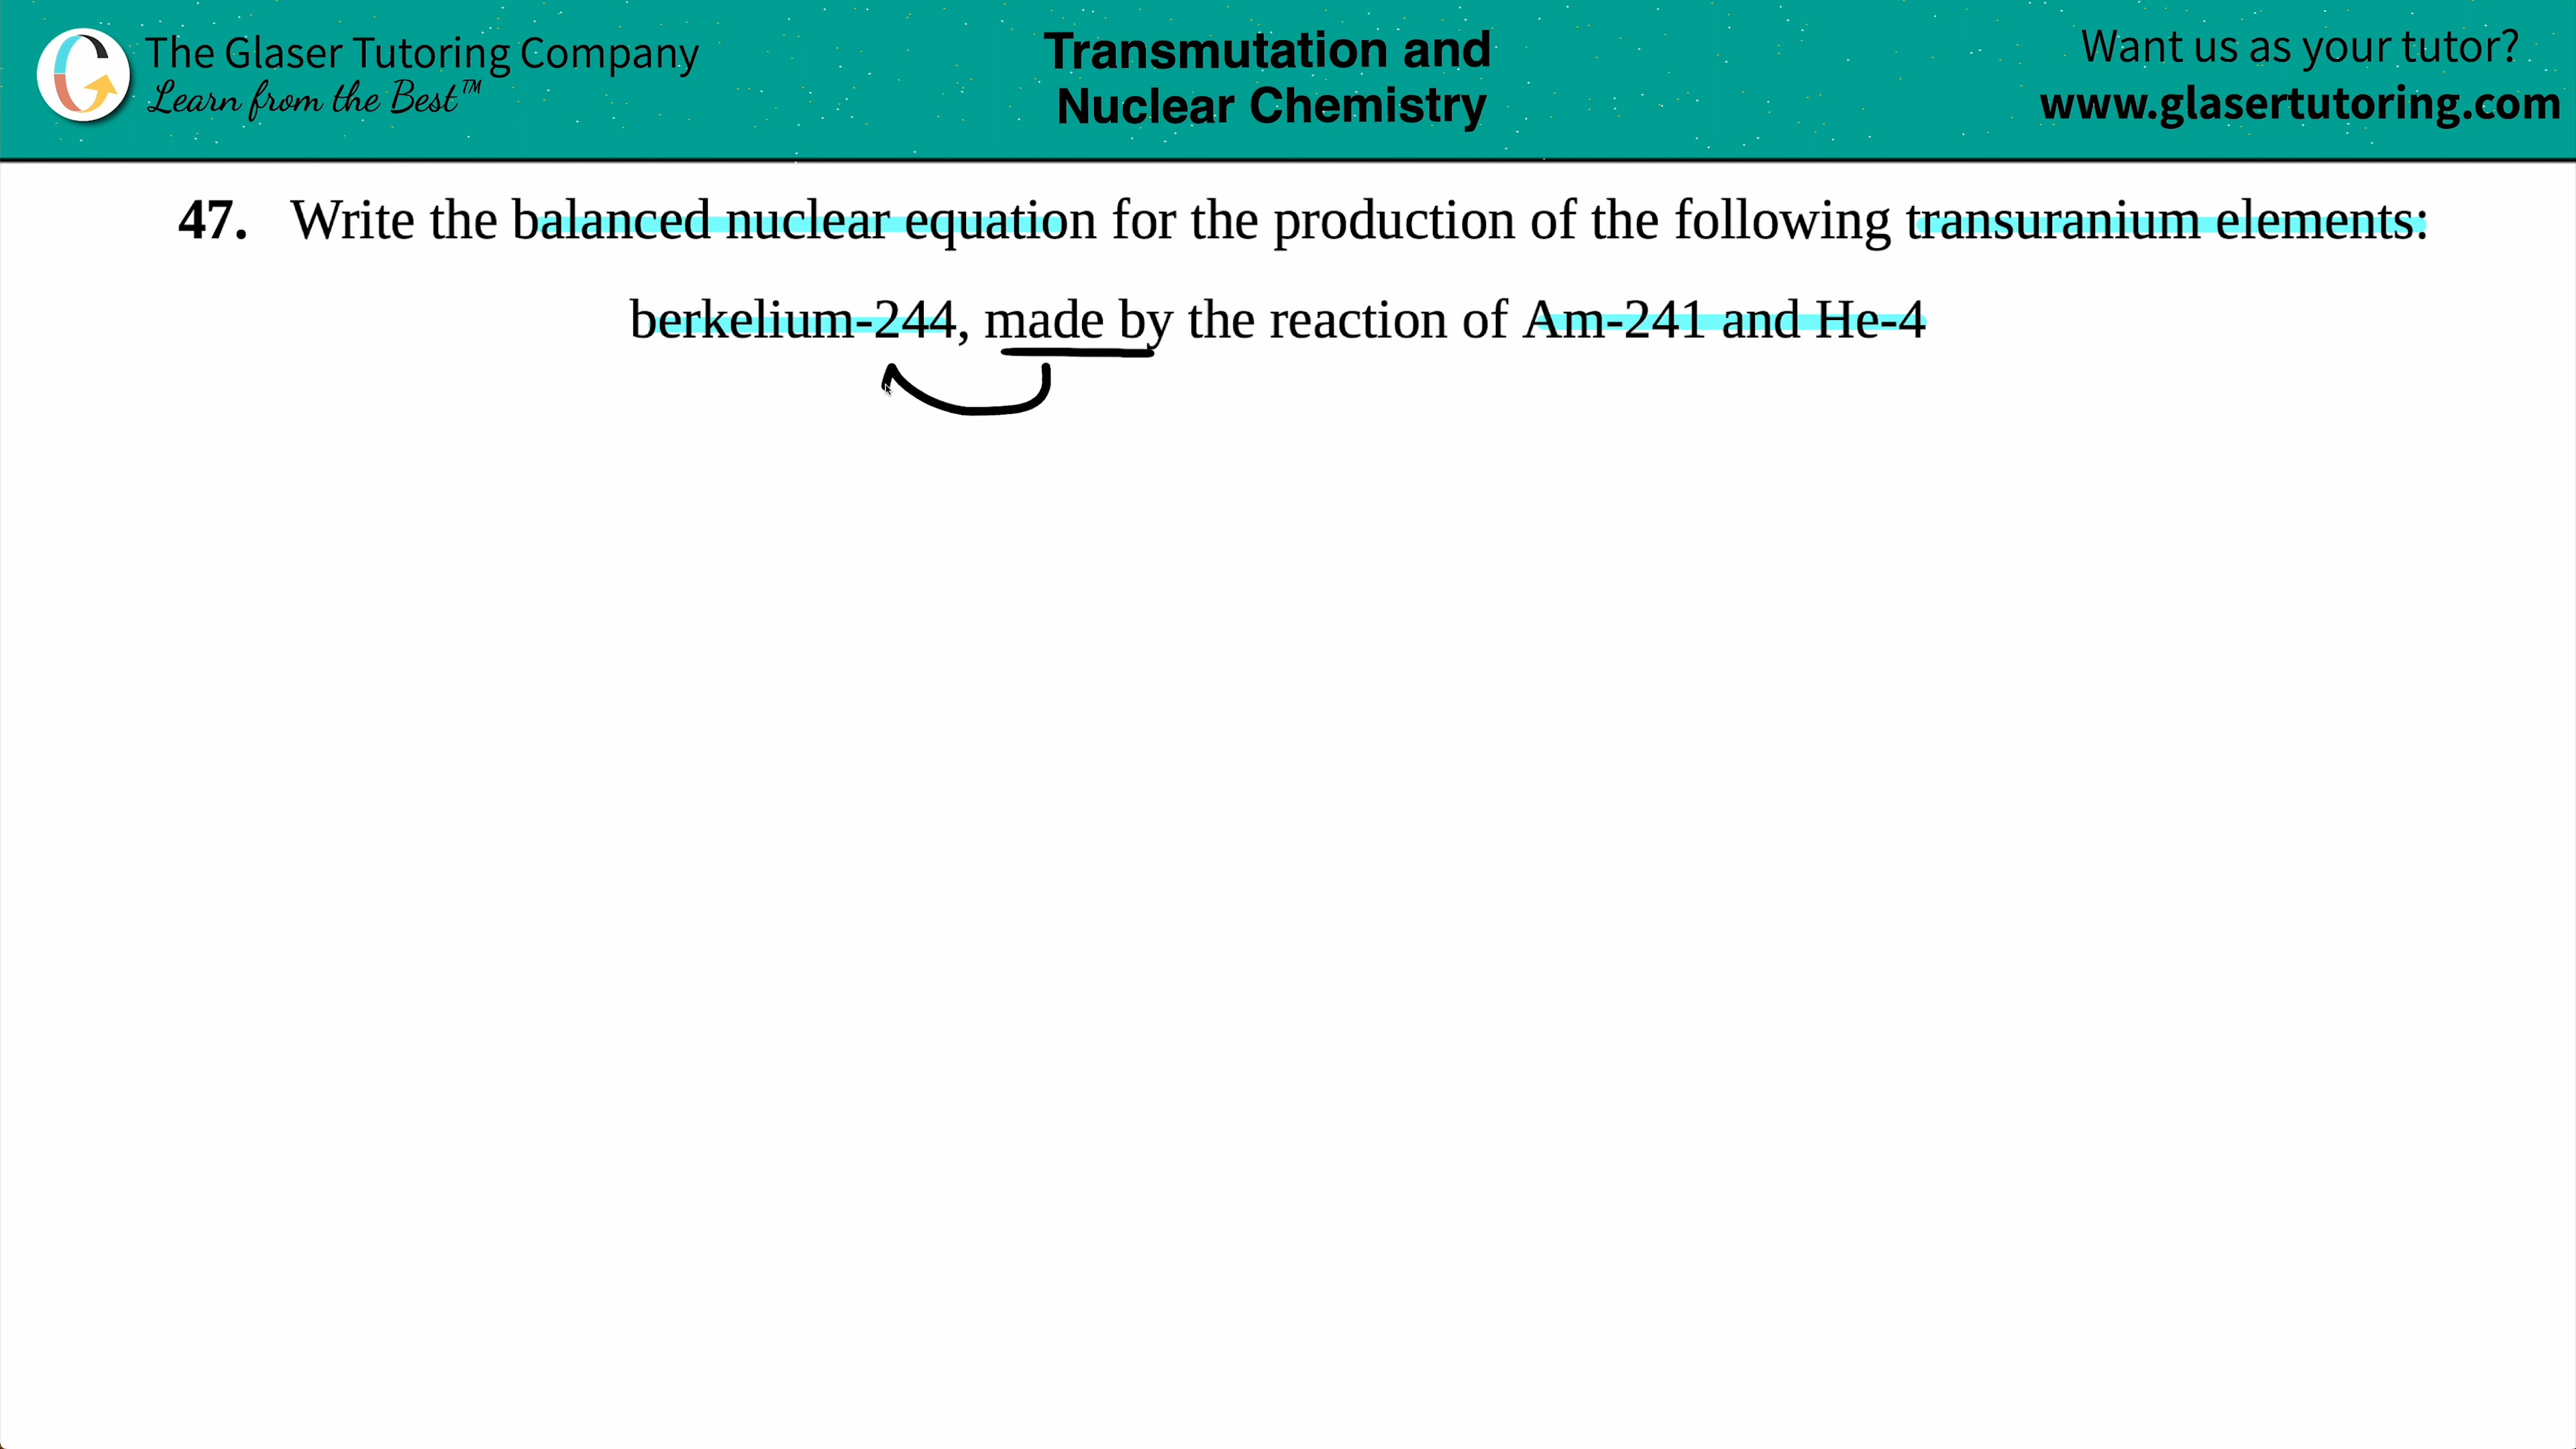 The Glaser Tutoring Company
Learn from the Best™
Transmutation and
Nuclear Chemistry
Want us as your tutor?
www.glasertutoring.com
47. Write the balanced nuclear equation for the production of the following transuranium elements:
berkelium-244, made by the reaction of Am-241 and He-4